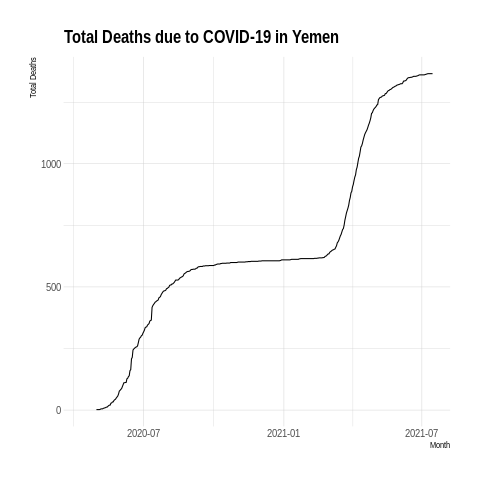 Total Deaths due to COVID-19 in Yemen
Total Deaths
1000
500
0
2020-07
2021-01
2021-07
Month